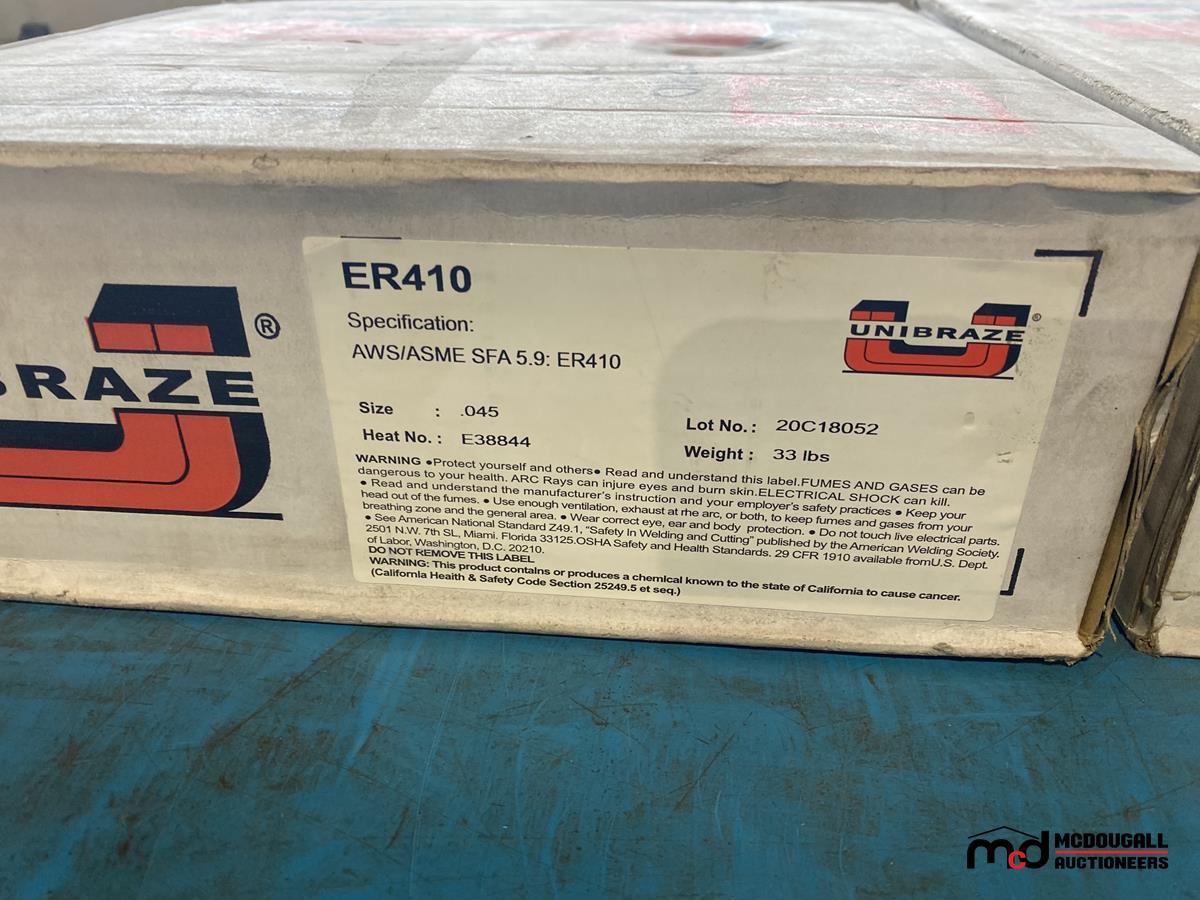 ER410
Specification:
AWS/ASME SFA 5.9: ER410
Size : .045
Heat No. : E38844
Lot No. : 20C18052
Weight : 33 lbs
UNIBRAZE®
BRAZE®
WARNING ●Protect yourself and others● Read and understand this label.FUMES AND GASES can be
dangerous to your health. ARC Rays can injure eyes and burn skin.ELECTRICAL SHOCK can kill.
● Read and understand the manufacturer's instruction and your employer's safety practices ● Keep your
head out of the fumes. ● Use enough ventilation, exhaust at rhe arc, or both, to keep fumes and gases from your
breathing zone and the general area. ● Wear correct eye, ear and body protection. ● Do not touch live electrical parts.
● See American National Standard Z49.1, "Safety in Welding and Cutting" published by the American Welding Society.
2501 N.W. 7th SL, Miami. Florida 33125.OSHA Safety and Health Standards. 29 CFR 1910 available fromU.S. Dept.
of Labor, Washington, D.C. 20210.
DO NOT REMOVE THIS LABEL
WARNING: This product contains or produces a chemical known to the state of California to cause cancer.
(California Health & Safety Code Section 25249.5 et seq.)
mcd MCDOUGALL
AUCTIONEERS